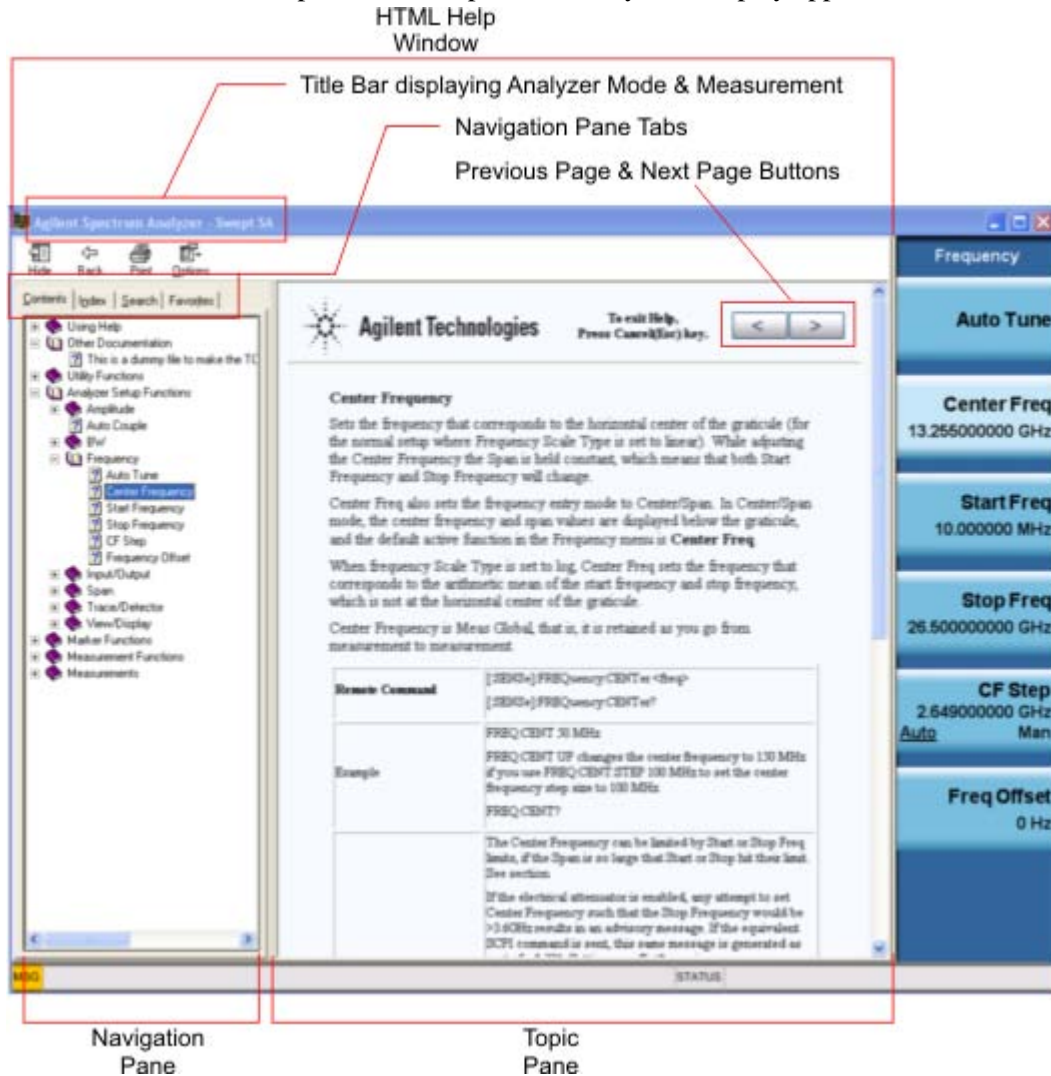 HTML Help
Window
Title Bar displaying Analyzer Mode & Measurement
Navigation Pane Tabs
Previous Page & Next Page Buttons
Agilent Spectrum Analyzer - Swept SA
Hide Back Print Options
Contents Index Search Favorites
Using Help
Other Documentation
This is a dummy file to make the TC
Utility Functions
Analyzer Setup Functions
Amplitude
Auto Couple
BW
Frequency
Auto Tune
Center Frequency
Start Frequency
Stop Frequency
CF Step
Frequency Offset
Input/Output
Span
Trace/Detector
View/Display
Marker Functions
Measurement Functions
Measurements
Agilent Technologies
To exit Help,
Press Cancel(Esc) key.
< >
Center Frequency
Sets the frequency that corresponds to the horizontal center of the graticule (for
the normal setup where Frequency Scale Type is set to linear). While adjusting
the Center Frequency the Span is held constant, which means that both Start
Frequency and Stop Frequency will change.
Center Freq also sets the frequency entry mode to Center/Span. In Center/Span
mode, the center frequency and span values are displayed below the graticule,
and the default active function in the Frequency menu is Center Freq
When frequency Scale Type is set to log, Center Freq sets the frequency that
corresponds to the arithmetic mean of the start frequency and stop frequency,
which is not at the horizontal center of the graticule.
Center Frequency is Meas Global, that is, it is retained as you go from
measurement to measurement
Remote Command
[:SENSe]:FREQuency:CENTer <freq>
[:SENSe]:FREQuency:CENTer?
Example
FREQ:CENT 50 MHz
FREQ:CENT UP changes the center frequency to 150 MHz
if you use FREQ:CENT:STEP 100 MHz to set the center
frequency step size to 100 MHz
FREQ:CENT?
The Center Frequency can be limited by Start or Stop Freq
limits, if the Span is so large that Start or Stop hit their limit.
See section
If the electrical attenuator is enabled, any attempt to set
Center Frequency such that the Stop Frequency would be
>3.6GHz results in an advisory message. If the equivalent
SCPI command is sent, this same message is generated as
Frequency
Auto Tune
Center Freq
13.255000000 GHz
Start Freq
10.000000 MHz
Stop Freq
26.500000000 GHz
CF Step
2.649000000 GHz
Auto Man
Freq Offset
0 Hz
MSG
STATUS
Navigation
Pane
Topic
Pane